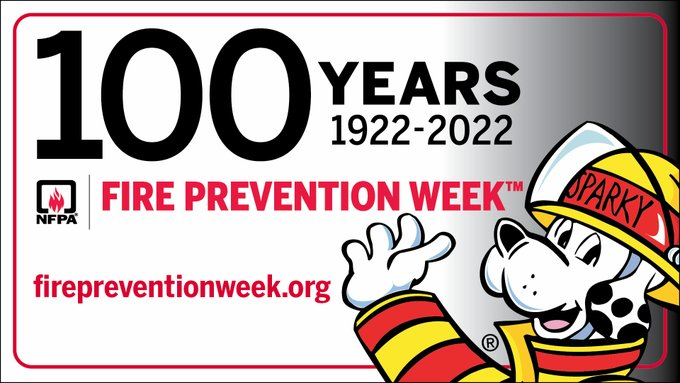 100 YEARS
1922-2022
NFPA®
FIRE PREVENTION WEEK™
firepreventionweek.org
SPARKY
®